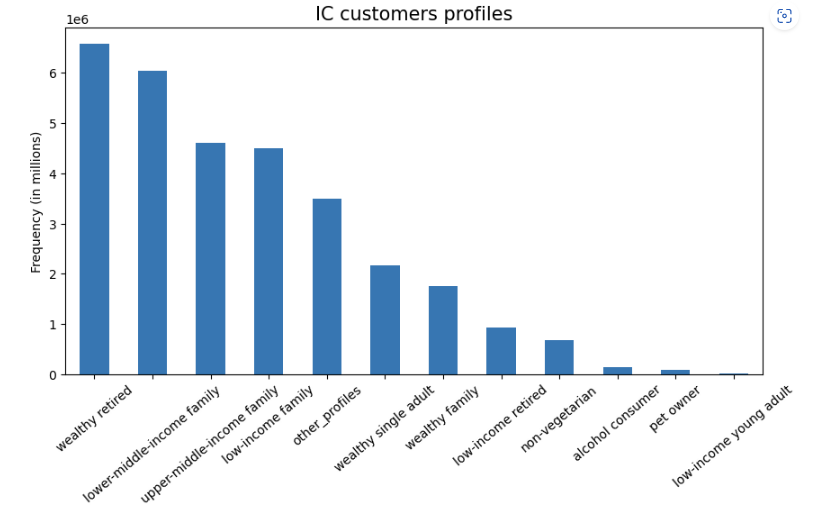 IC customers profiles
1e6
Frequency (in millions)
6
5
4
3
2
1
0
wealthy retired
lower-middle-income family
upper-middle-income family
low-income family
other_profiles
wealthy single adult
wealthy family
low-income retired
non-vegetarian
alcohol consumer
pet owner
low-income young adult